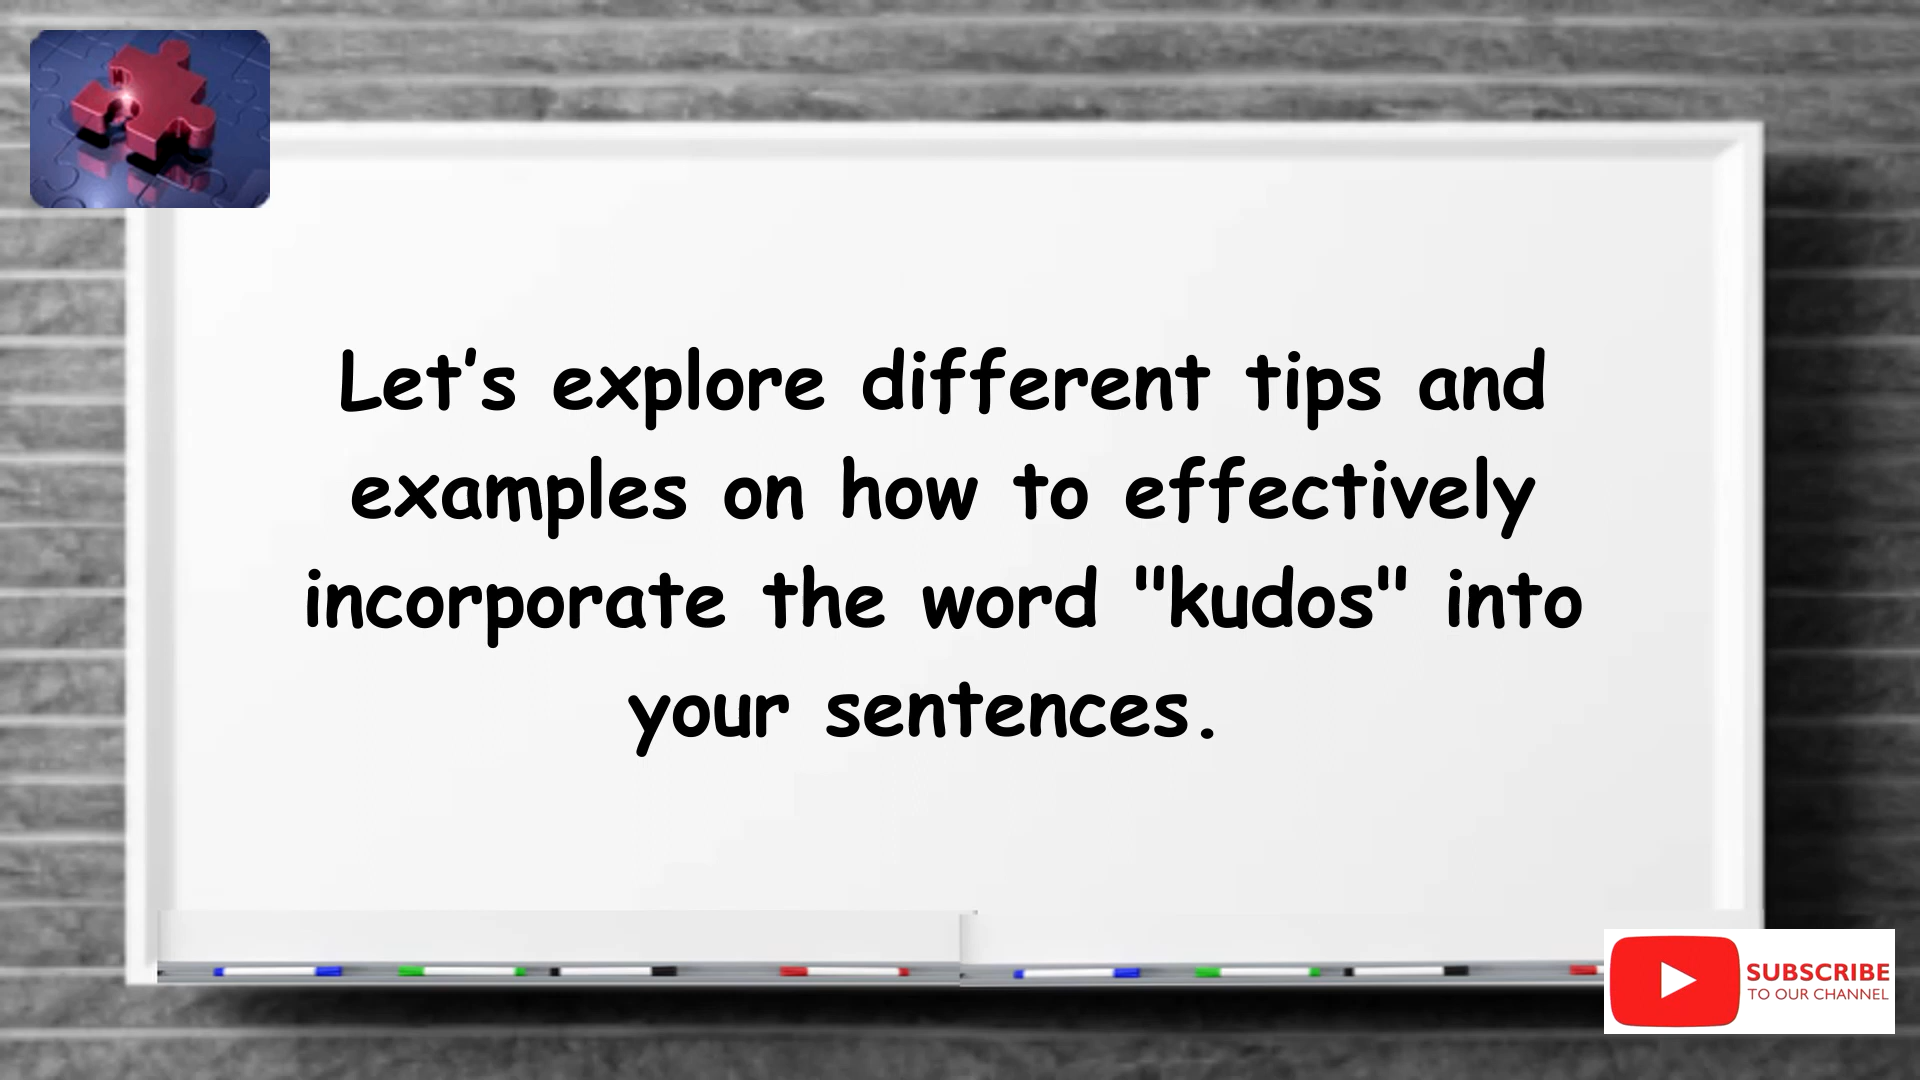 Let’s explore different tips and
examples on how to effectively
incorporate the word "kudos" into
your sentences.
SUBSCRIBE
TO OUR CHANNEL